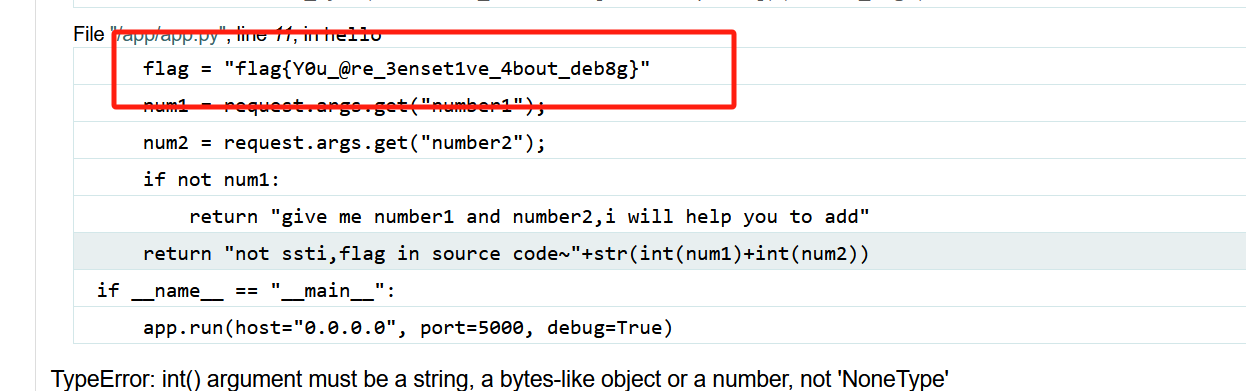 File "/app/app.py", line 11, in hello
flag = "flag{Y0u_@re_3enset1ve_4bout_deb8g}"
num1 = request.args.get("number1");
num2 = request.args.get("number2");
if not num1:
return "give me number1 and number2,i will help you to add"
return "not ssti,flag in source code~"+str(int(num1)+int(num2))
if __name__ == "__main__":
app.run(host="0.0.0.0", port=5000, debug=True)
TypeError: int() argument must be a string, a bytes-like object or a number, not 'NoneType'